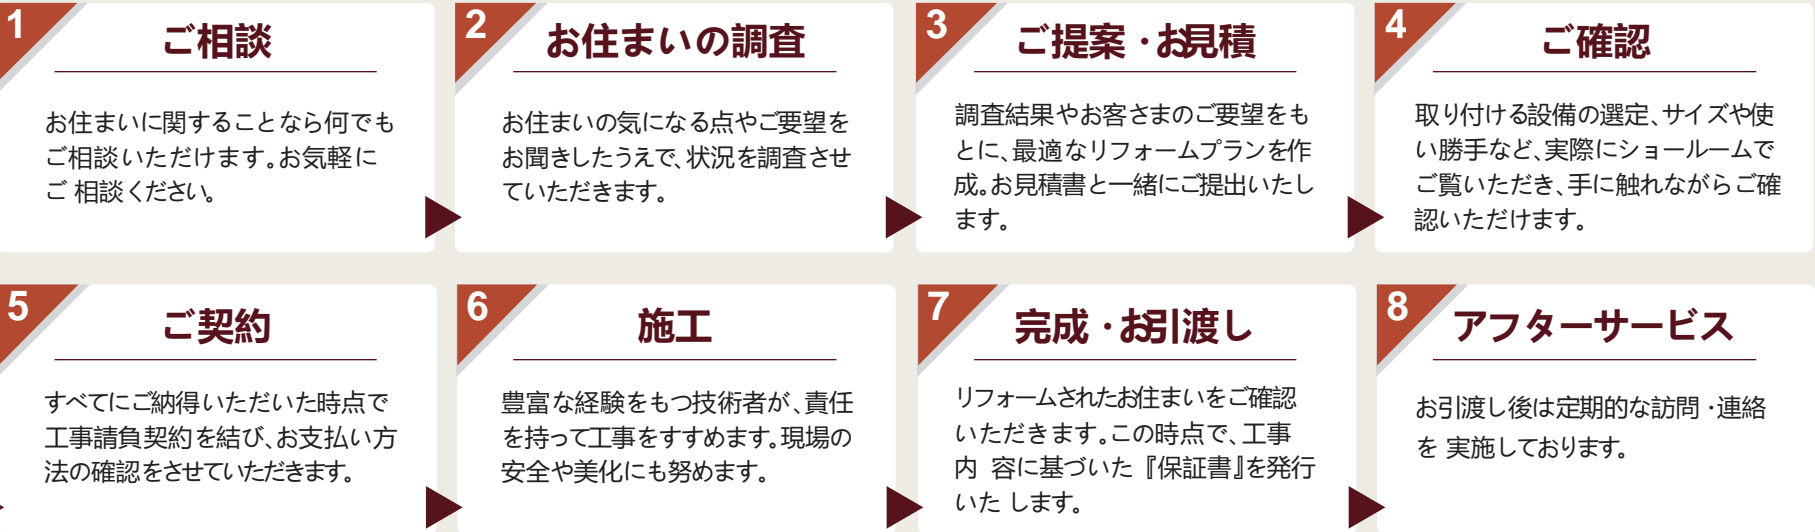 1
ご相談
お住まいに関することなら何でも
ご相談いただけます。お気軽に
ご 相談ください。
2
お住まいの調査
お住まいの気になる点やご要望を
お聞きしたうえで、状況を調査させ
ていただきます。
3
ご提案・お見積
調査結果やお客さまのご要望をも
とに、最適なリフォームプランを作
成。お見積書と一緒にご提出いたし
ます。
4
ご確認
取り付ける設備の選定、サイズや使
い勝手など、実際にショールームで
ご覧いただき、手に触れながらご確
認いただけます。
5
ご契約
すべてにご納得いただいた時点で
工事請負契約を結び、お支払い方
法の確認をさせていただきます。
6
施工
豊富な経験をもつ技術者が、責任
を持って工事をすすめます。現場の
安全や美化にも努めます。
7
完成・お引渡し
リフォームされたお住まいをご確認
いただきます。この時点で、工事
内 容に基づいた『保証書』を発行
いた します。
8
アフターサービス
お引渡し後は定期的な訪問・連絡
を 実施しております。